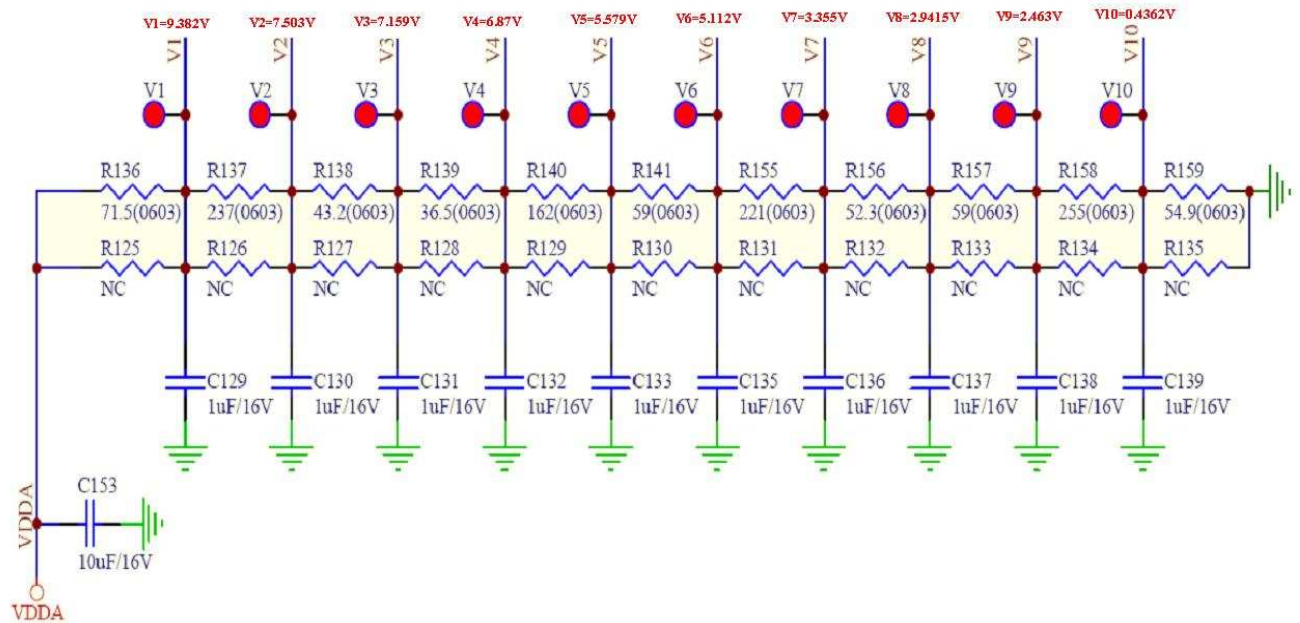 V1=9.382V V2=7.503V V3=7.159V V4=6.87V V5=5.579V V6=5.112V V7=3.355V V8=2.9415V V9=2.463V V10=0.4362V
V1 V2 V3 V4 V5 V6 V7 V8 V9 V10
V1 V2 V3 V4 V5 V6 V7 V8 V9 V10
R136 R137 R138 R139 R140 R141 R155 R156 R157 R158 R159
71.5(0603) 237(0603) 43.2(0603) 36.5(0603) 162(0603) 59(0603) 221(0603) 52.3(0603) 59(0603) 255(0603) 54.9(0603)
R125 R126 R127 R128 R129 R130 R131 R132 R133 R134 R135
NC NC NC NC NC NC NC NC NC NC NC
C129 C130 C131 C132 C133 C135 C136 C137 C138 C139
1uF/16V 1uF/16V 1uF/16V 1uF/16V 1uF/16V 1uF/16V 1uF/16V 1uF/16V 1uF/16V 1uF/16V
VDDA
C153
10uF/16V
VDDA